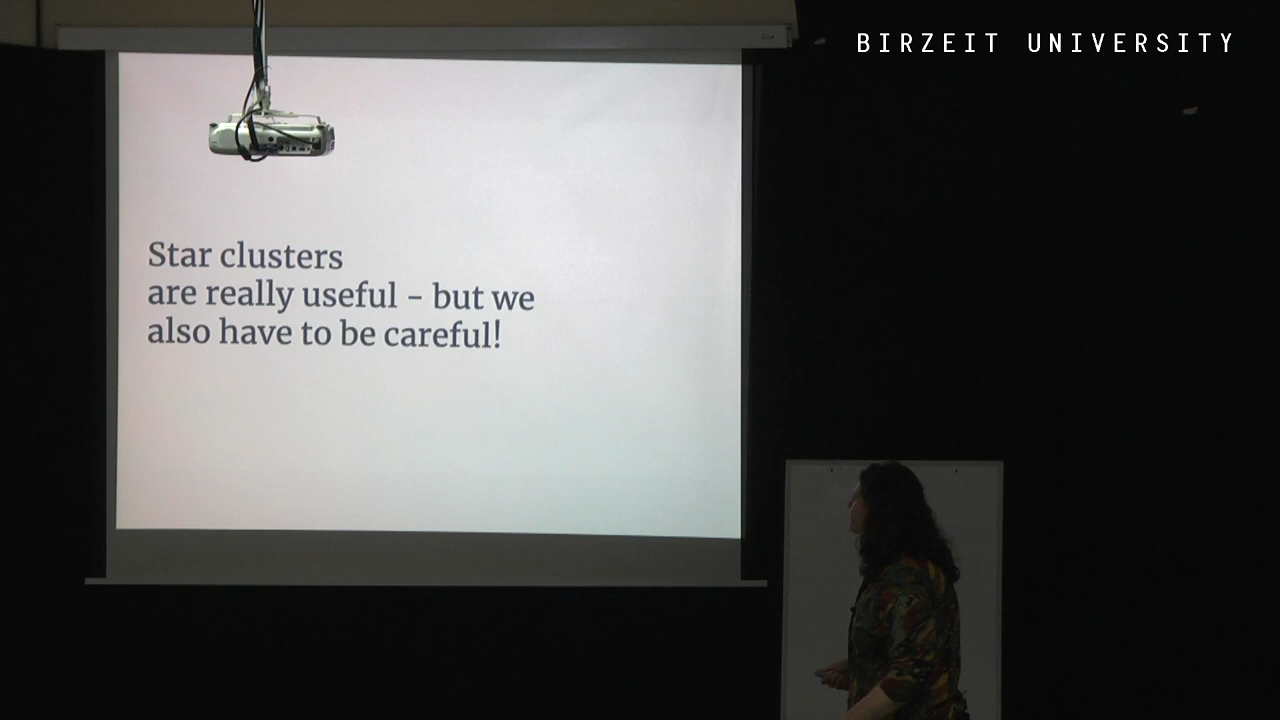 BIRZEIT UNIVERSITY
Star clusters
are really useful - but we
also have to be careful!